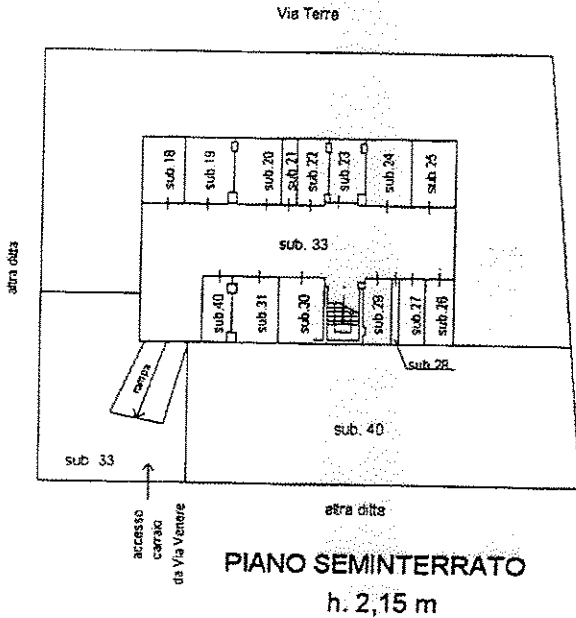 Via Terre
sub.18
sub.19
sub.20
sub.21
sub.22
sub.23
sub.24
sub.25
altra ditta
sub. 33
sub.40
sub.31
sub.30
sub.29
sub.27
sub.26
sub.28
rampa
sub. 40
sub 33
altra ditta
accesso
carraio
da Via Venere
PIANO SEMINTERRATO
h. 2,15 m